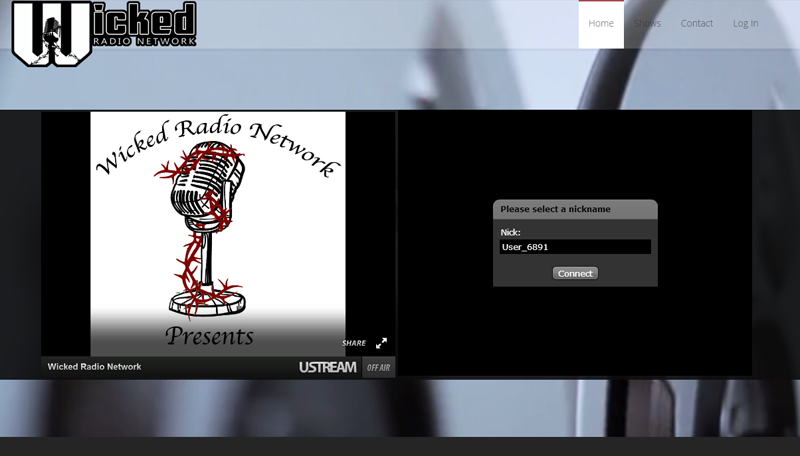 Wicked
RADIO NETWORK
Home
Shows
Contact
Log In
Wicked Radio Network
Presents
SHARE
Wicked Radio Network
USTREAM
OFF AIR
Please select a nickname
Nick:
User_6891
Connect